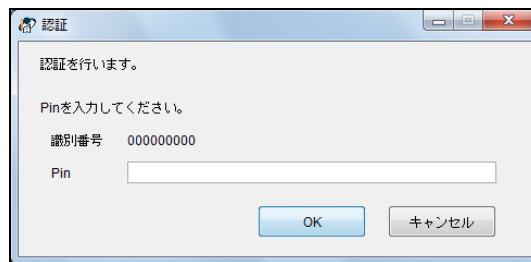 認証
認証を行います。
Pinを入力してください。
識別番号 000000000
Pin
OK キャンセル